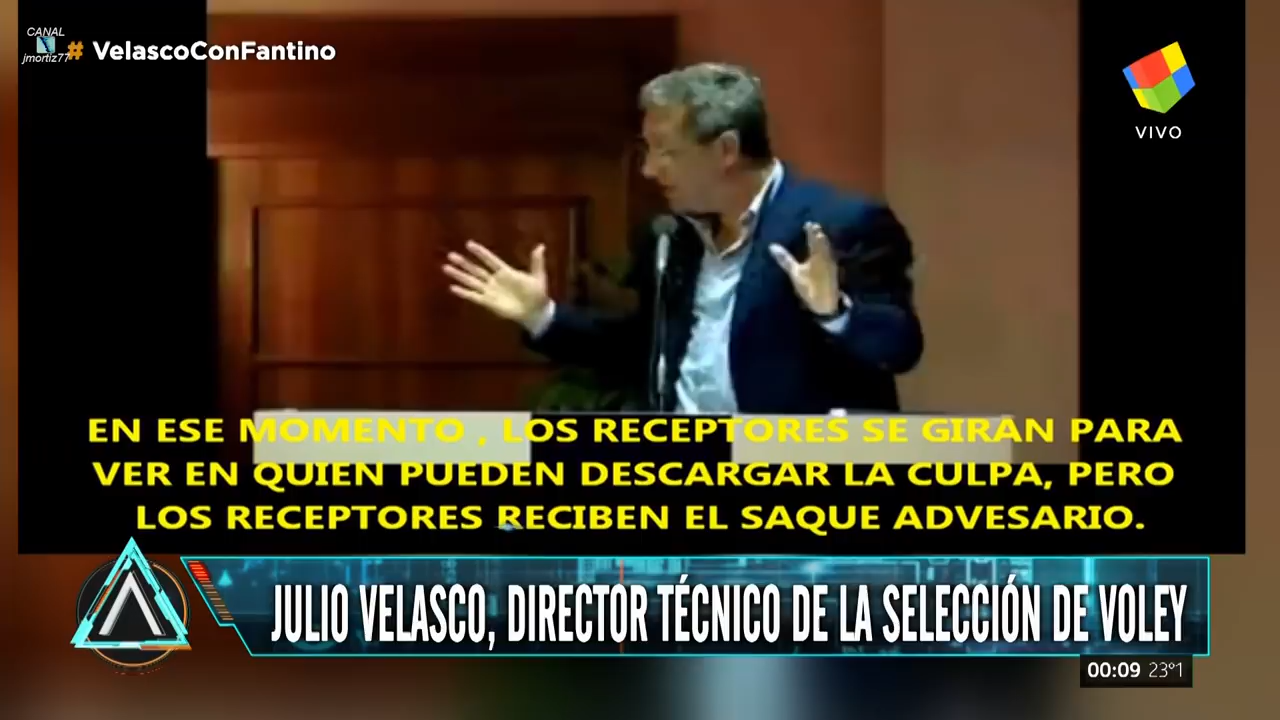 CANAL
jmortiz77
# VelascoConFantino
VIVO
EN ESE MOMENTO , LOS RECEPTORES SE GIRAN PARA
VER EN QUIEN PUEDEN DESCARGAR LA CULPA, PERO
LOS RECEPTORES RECIBEN EL SAQUE ADVESARIO.
JULIO VELASCO, DIRECTOR TÉCNICO DE LA SELECCIÓN DE VOLEY
00:09 23°1